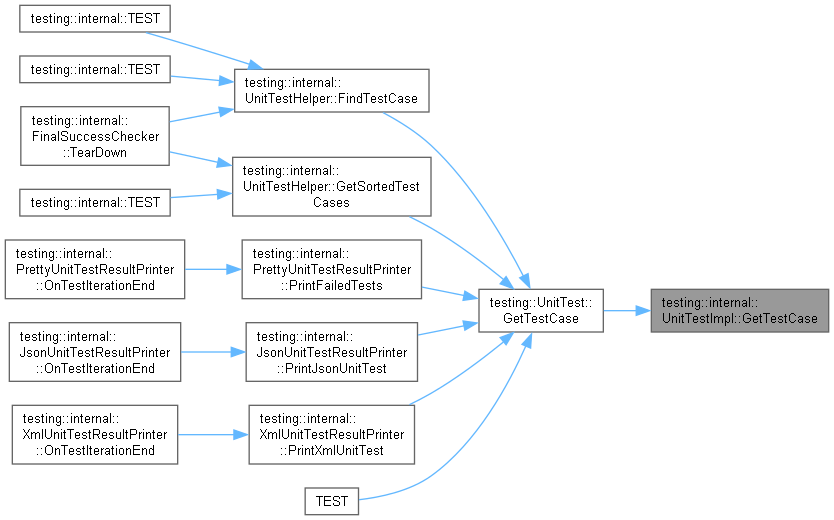 testing::internal::TEST
testing::internal::TEST
testing::internal::
FinalSuccessChecker
::TearDown
testing::internal::TEST
testing::internal::
PrettyUnitTestResultPrinter
::OnTestIterationEnd
testing::internal::
JsonUnitTestResultPrinter
::OnTestIterationEnd
testing::internal::
XmlUnitTestResultPrinter
::OnTestIterationEnd
testing::internal::
UnitTestHelper::FindTestCase
testing::internal::
UnitTestHelper::GetSortedTest
Cases
testing::internal::
PrettyUnitTestResultPrinter
::PrintFailedTests
testing::internal::
JsonUnitTestResultPrinter
::PrintJsonUnitTest
testing::internal::
XmlUnitTestResultPrinter
::PrintXmlUnitTest
TEST
testing::UnitTest::
GetTestCase
testing::internal::
UnitTestImpl::GetTestCase